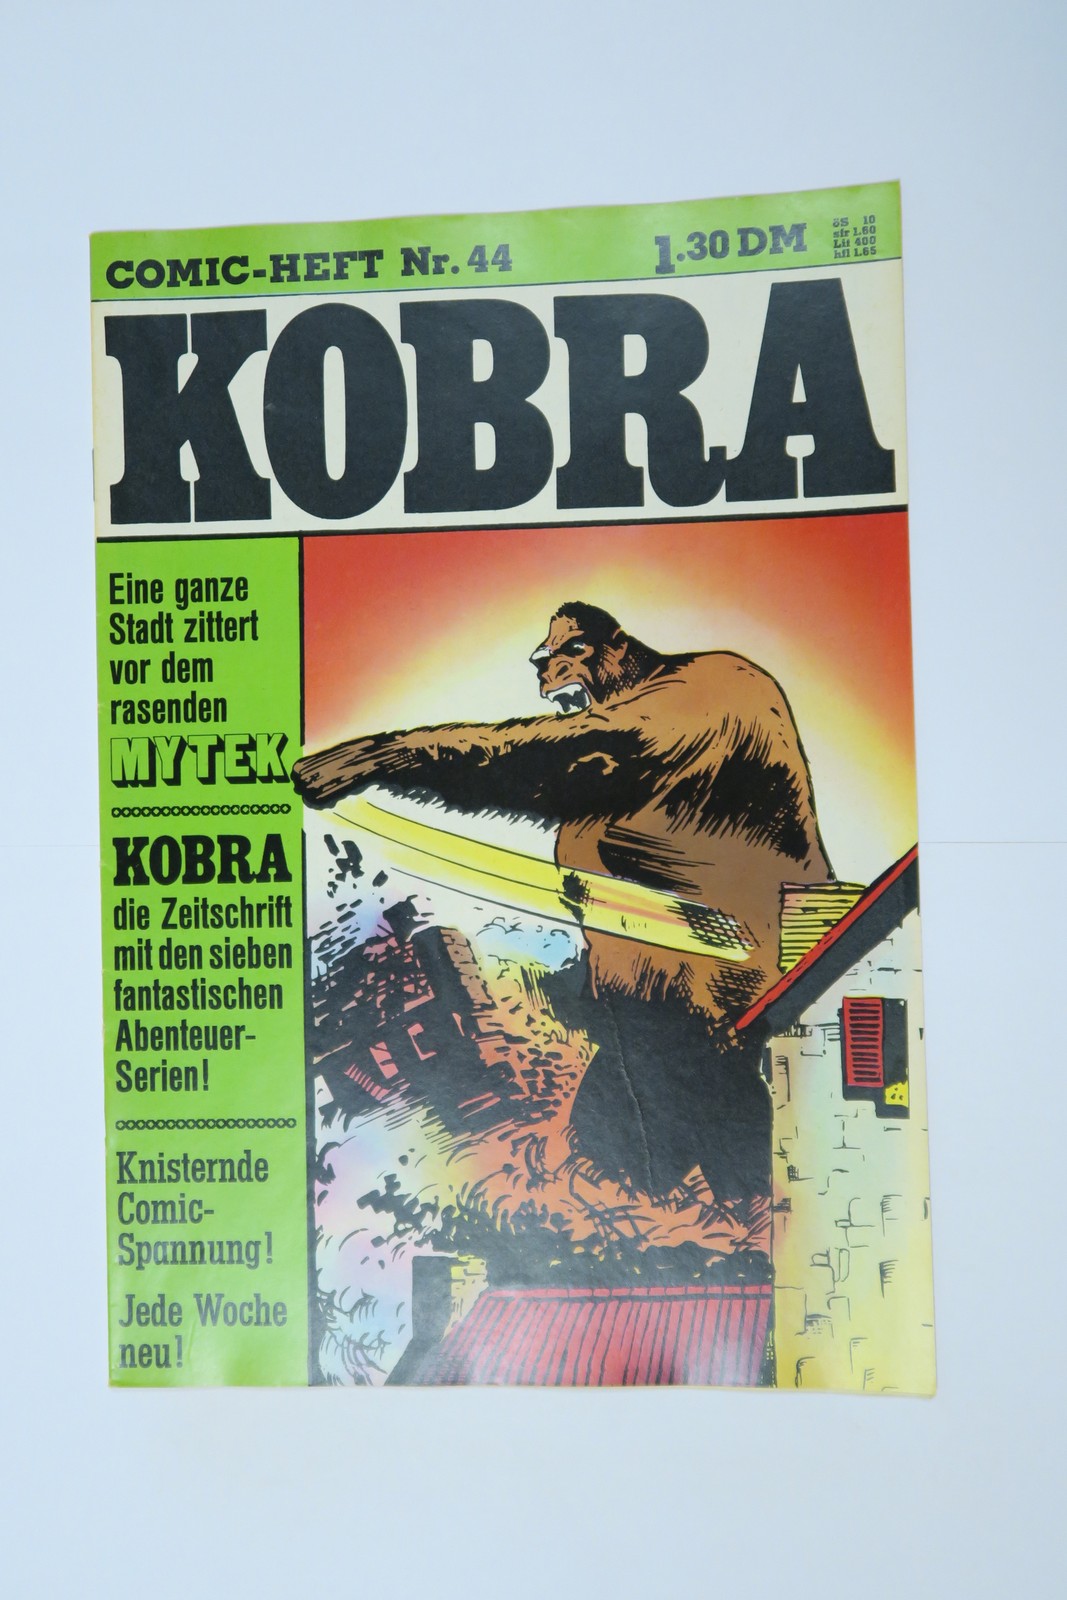 COMIC-HEFT Nr. 44
1.30 DM
öS 10
sfr 1.60
Lit 400
hfl 1.65
KOBRA
Eine ganze
Stadt zittert
vor dem
rasenden
MYTEK
KOBRA
die Zeitschrift
mit den sieben
fantastischen
Abenteuer-
Serien!
Knisternde
Comic-
Spannung!
Jede Woche
neu!